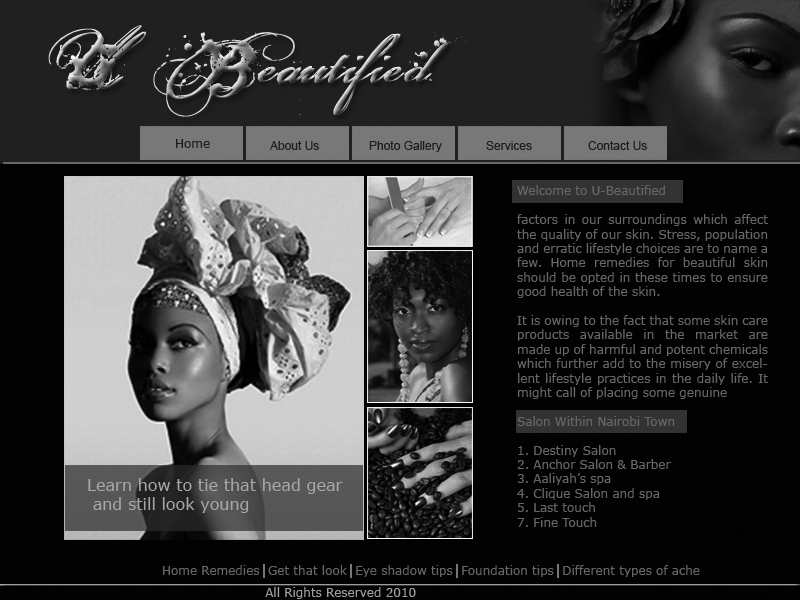 U Beautified
Home About Us Photo Gallery Services Contact Us
Welcome to U-Beautified
factors in our surroundings which affect
the quality of our skin. Stress, population
and erratic lifestyle choices are to name a
few. Home remedies for beautiful skin
should be opted in these times to ensure
good health of the skin.
It is owing to the fact that some skin care
products available in the market are
made up of harmful and potent chemicals
which further add to the misery of excel-
lent lifestyle practices in the daily life. It
might call of placing some genuine
Learn how to tie that head gear
and still look young
Salon Within Nairobi Town
1. Destiny Salon
2. Anchor Salon & Barber
3. Aaliyah's spa
4. Clique Salon and spa
5. Last touch
7. Fine Touch
Home Remedies | Get that look | Eye shadow tips | Foundation tips | Different types of ache
All Rights Reserved 2010